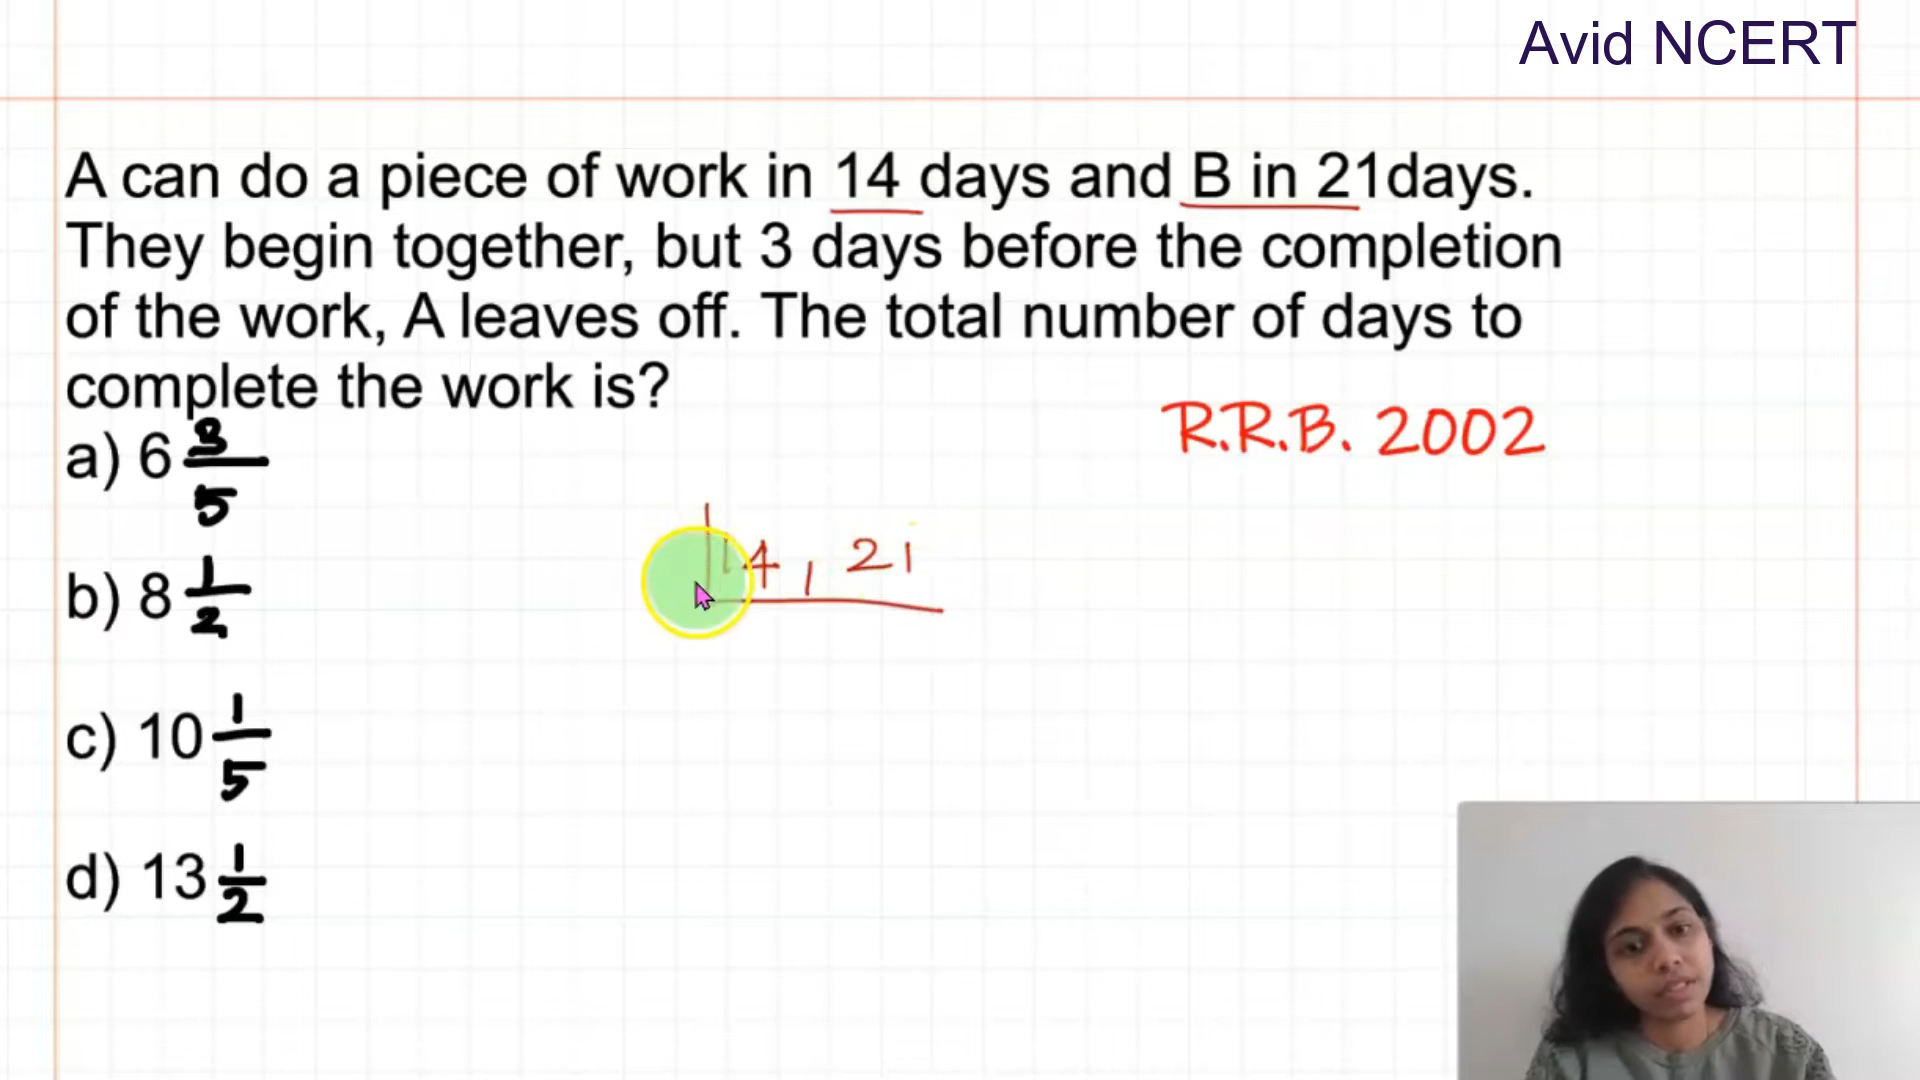 Avid NCERT
A can do a piece of work in 14 days and B in 21days.
They begin together, but 3 days before the completion
of the work, A leaves off. The total number of days to
complete the work is?
R.R.B. 2002
a) 6 3/5
b) 8 1/2
c) 10 1/5
d) 13 1/2
14, 21